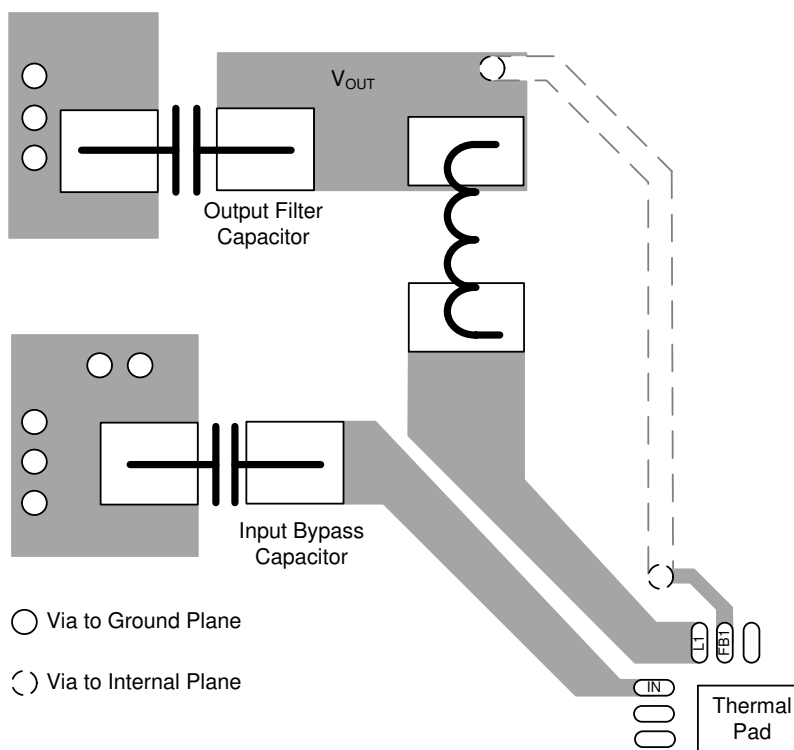 VOUT
Output Filter
Capacitor
Input Bypass
Capacitor
Via to Ground Plane
Via to Internal Plane
L1
FB1
IN
Thermal
Pad